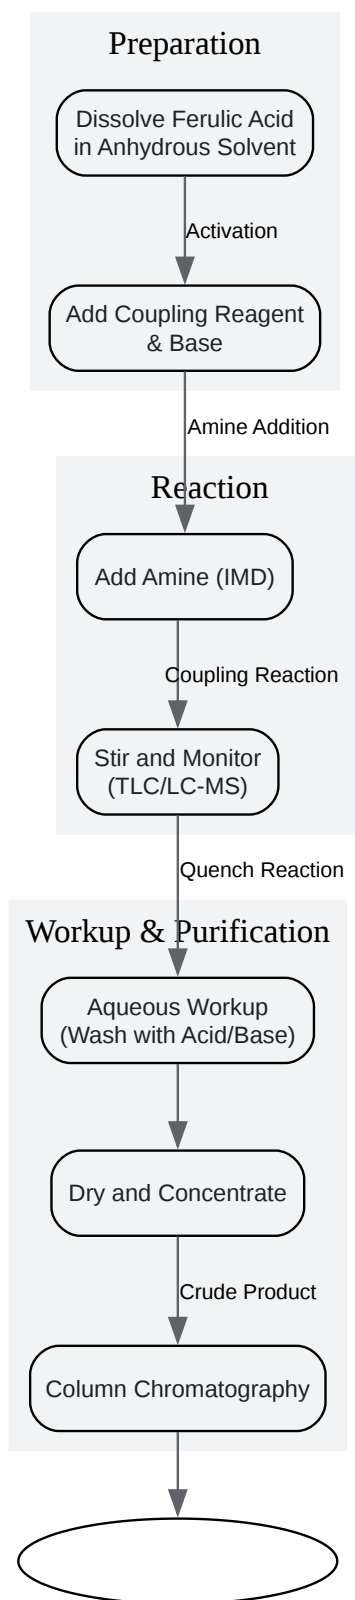 Preparation
Dissolve Ferulic Acid
in Anhydrous Solvent
Activation
Add Coupling Reagent
& Base
Amine Addition
Reaction
Add Amine (IMD)
Coupling Reaction
Stir and Monitor
(TLC/LC-MS)
Quench Reaction
Workup & Purification
Aqueous Workup
(Wash with Acid/Base)
Dry and Concentrate
Crude Product
Column Chromatography